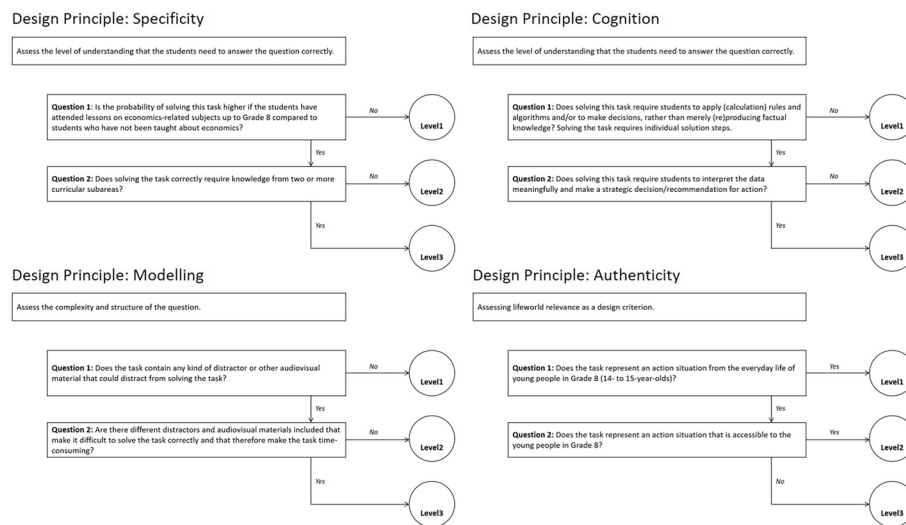 Design Principle: Specificity
Assess the level of understanding that the students need to answer the question correctly.
Question 1: Is the probability of solving this task higher if the students have
attended lessons on economics-related subjects up to Grade 8 compared to
students who have not been taught about economics?
No
Level1
Yes
Question 2: Does solving the task correctly require knowledge from two or more
curricular subareas?
No
Level2
Yes
Level3
Design Principle: Cognition
Assess the level of understanding that the students need to answer the question correctly.
Question 1: Does solving this task require students to apply (calculation) rules and
algorithms and/or to make decisions, rather than merely (re)producing factual
knowledge? Solving the task requires individual solution steps.
No
Level1
Yes
Question 2: Does solving this task require students to interpret the data
meaningfully and make a strategic decision/recommendation for action?
No
Level2
Yes
Level3
Design Principle: Modelling
Assess the complexity and structure of the question.
Question 1: Does the task contain any kind of distractor or other audiovisual
material that could distract from solving the task?
No
Level1
Yes
Question 2: Are there different distractors and audiovisual materials included that
make it difficult to solve the task correctly and that therefore make the task time-
consuming?
No
Level2
Yes
Level3
Design Principle: Authenticity
Assessing lifeworld relevance as a design criterion.
Question 1: Does the task represent an action situation from the everyday life of
young people in Grade 8 (14- to 15-year-olds)?
Yes
Level1
Yes
Question 2: Does the task represent an action situation that is accessible to the
young people in Grade 8?
Yes
Level2
No
Level3